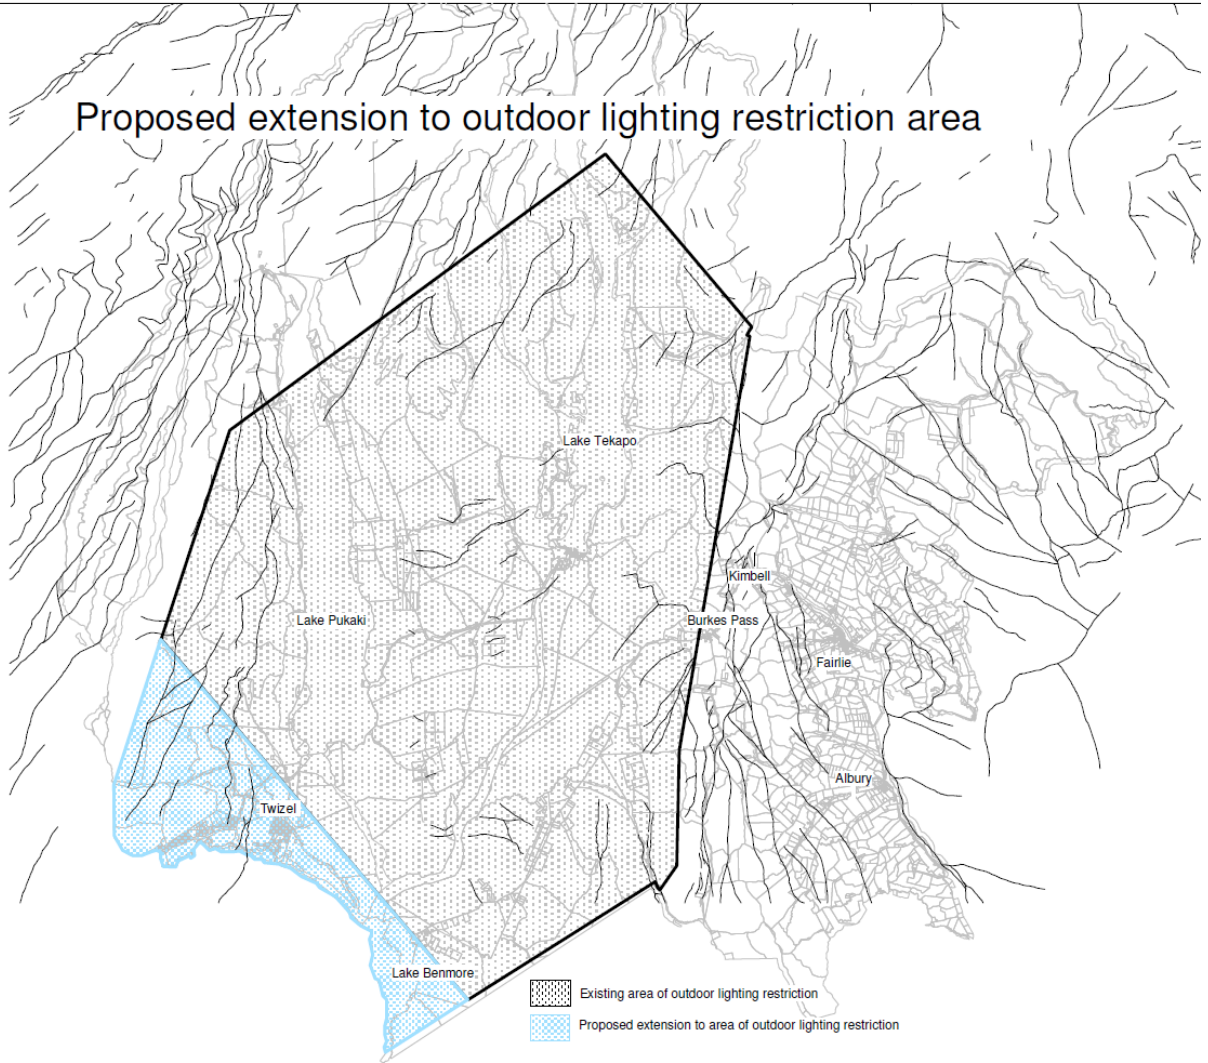 Proposed extension to outdoor lighting restriction area
Lake Tekapo
Kimbell
Lake Pukaki
Burkes Pass
Fairlie
Albury
Twizel
Lake Benmore
Existing area of outdoor lighting restriction
Proposed extension to area of outdoor lighting restriction